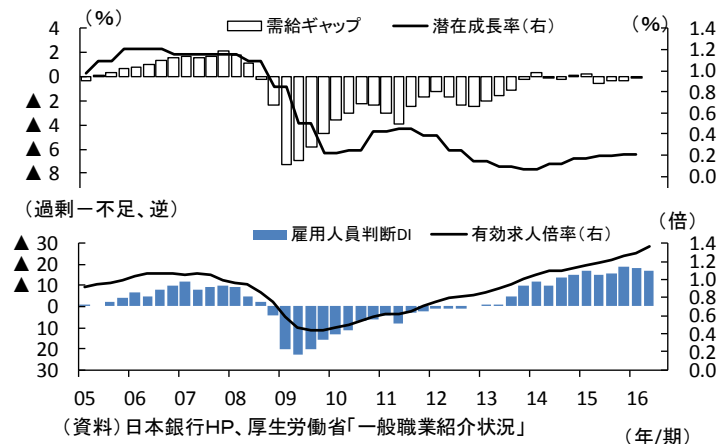 (%) (%)
需給ギャップ 潜在成長率(右)
4 1.4
2 1.2
0 1.0
▲ 2 0.8
▲ 4 0.6
▲ 6 0.4
▲ 8 0.2
0.0
(過剰－不足、逆) (倍)
雇用人員判断DI 有効求人倍率(右)
▲ 30 1.4
▲ 20 1.2
▲ 10 1.0
0 0.8
10 0.6
20 0.4
30 0.2
0.0
05 06 07 08 09 10 11 12 13 14 15 16
(資料)日本銀行HP、厚生労働省「一般職業紹介状況」
(年/期)